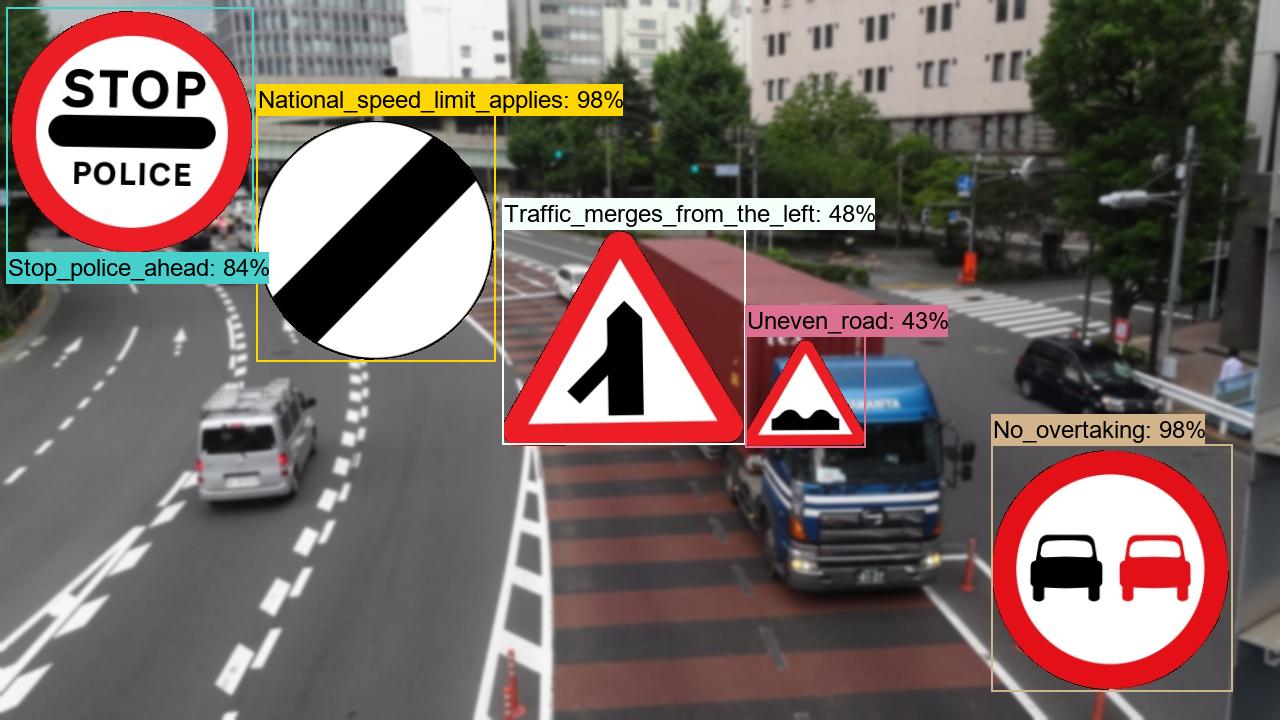 STOP
POLICE
National_speed_limit_applies: 98%
Stop_police_ahead: 84%
Traffic_merges_from_the_left: 48%
Uneven_road: 43%
No_overtaking: 98%